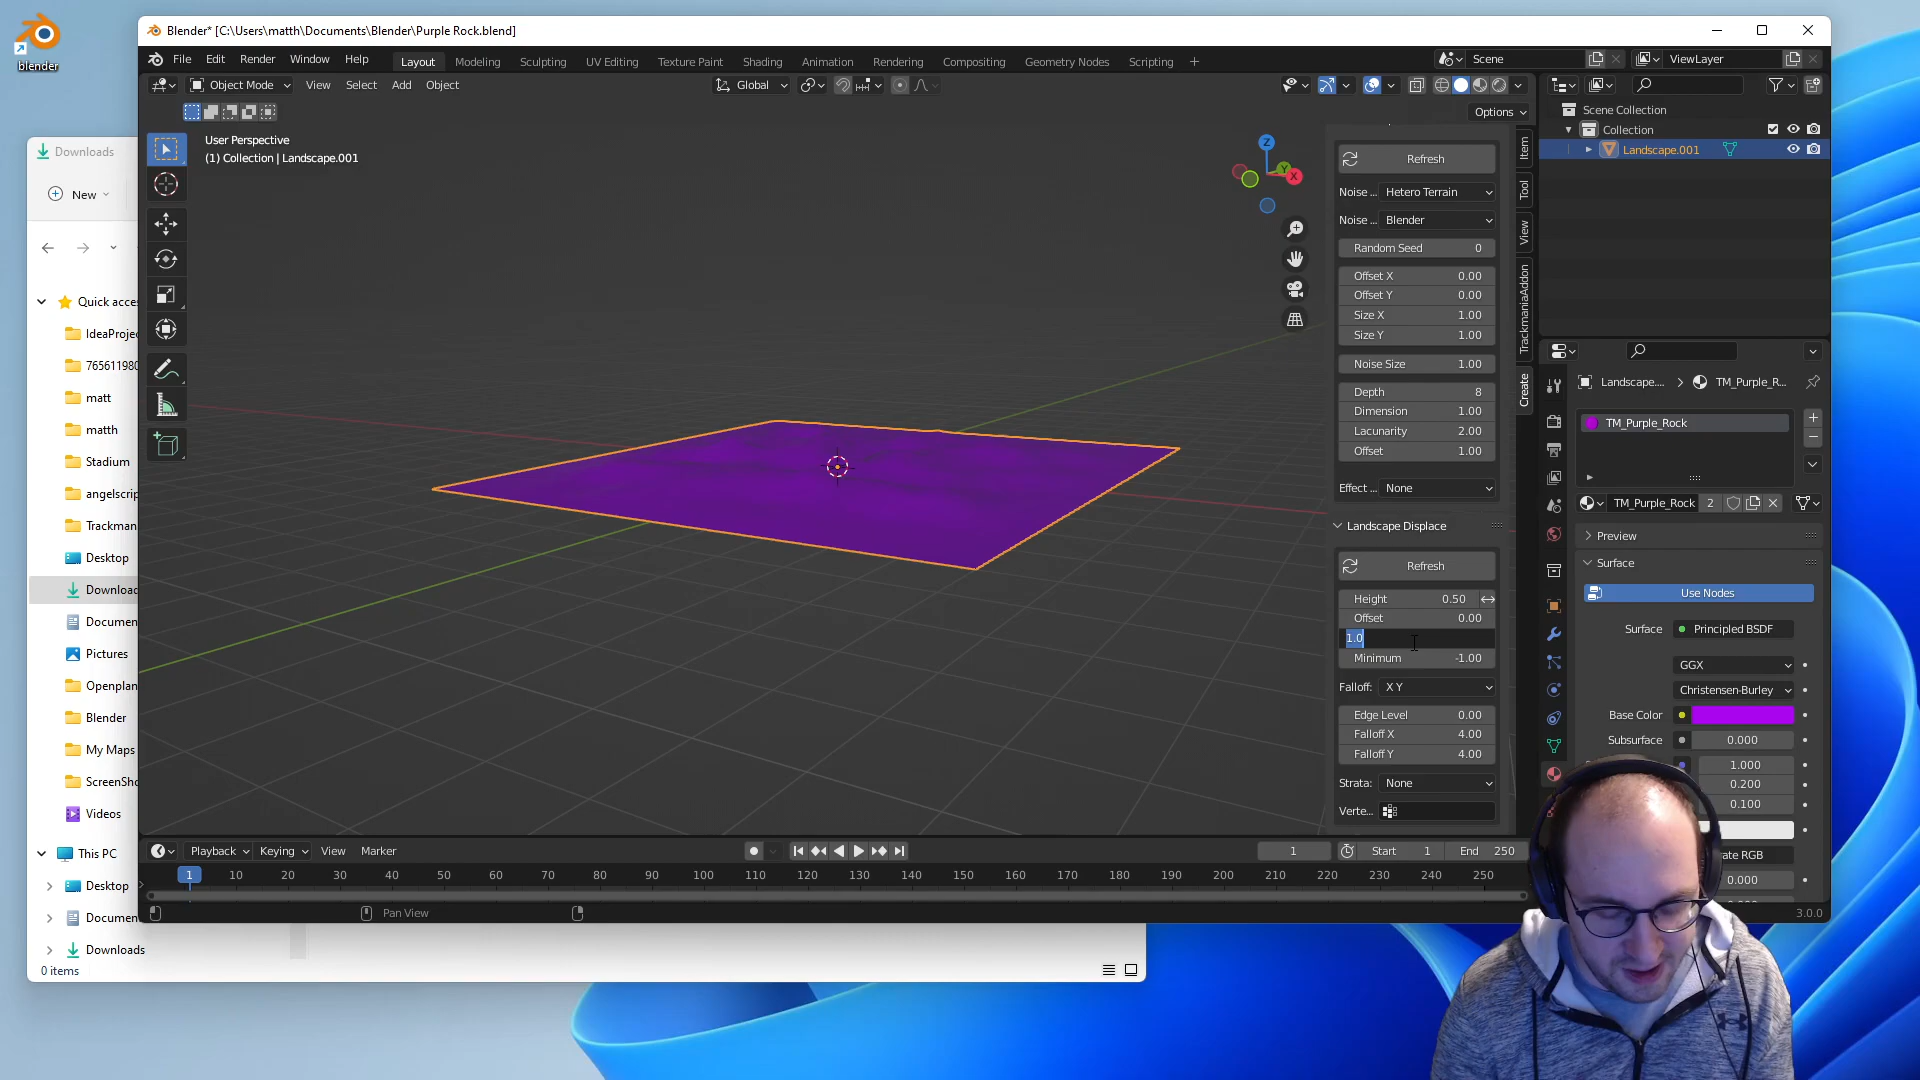 blender
Blender* [C:\Users\matth\Documents\Blender\Purple Rock.blend]
File Edit Render Window Help
Layout Modeling Sculpting UV Editing Texture Paint Shading Animation Rendering Compositing Geometry Nodes Scripting
Scene
ViewLayer
Object Mode View Select Add Object
Global
Options
User Perspective
(1) Collection | Landscape.001
Z
Y
X
Refresh
Noise ... Hetero Terrain
Noise ... Blender
Random Seed 0
Offset X 0.00
Offset Y 0.00
Size X 1.00
Size Y 1.00
Noise Size 1.00
Depth 8
Dimension 1.00
Lacunarity 2.00
Offset 1.00
Effect ... None
Landscape Displace
Refresh
Height 0.50
Offset 0.00
1.0
Minimum -1.00
Falloff: X Y
Edge Level 0.00
Falloff X 4.00
Falloff Y 4.00
Strata: None
Verte...
Item
Tool
View
TrackmaniaAddon
Create
Scene Collection
Collection
Landscape.001
Landscape....
TM_Purple_R...
TM_Purple_Rock
TM_Purple_Rock 2
Preview
Surface
Use Nodes
Surface Principled BSDF
GGX
Christensen-Burley
Base Color
Subsurface 0.000
1.000
0.200
0.100
rate RGB
0.000
3.0.0
Playback Keying View Marker
1
Start 1
End 250
1 10 20 30 40 50 60 70 80 90 100 110 120 130 140 150 160 170 180 190 200 210 220 230 240 250
Pan View
Downloads
New
Quick acce
IdeaProjec
765611980
matt
matth
Stadium
angelscrip
Trackman
Desktop
Download
Documen
Pictures
Openplan
Blender
My Maps
ScreenSho
Videos
This PC
Desktop
Documen
Downloads
0 items